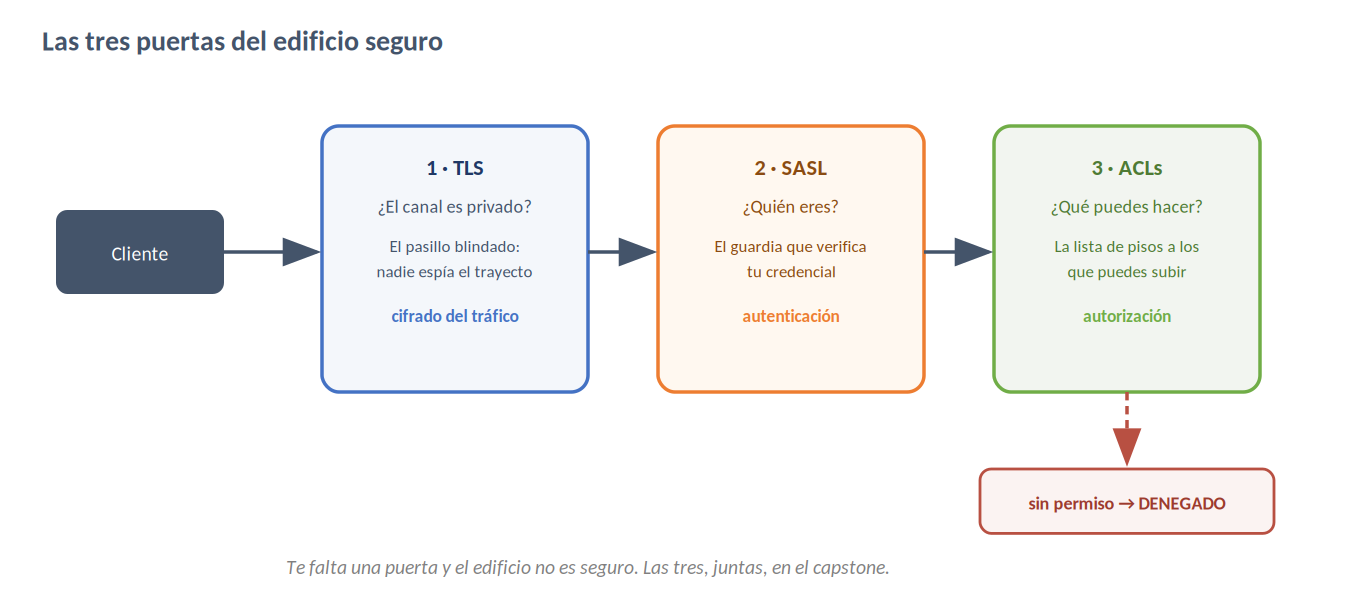 Las tres puertas del edificio seguro
Cliente
1 · TLS
¿El canal es privado?
El pasillo blindado:
nadie espía el trayecto
cifrado del tráfico
2 · SASL
¿Quién eres?
El guardia que verifica
tu credencial
autenticación
3 · ACLs
¿Qué puedes hacer?
La lista de pisos a los
que puedes subir
autorización
sin permiso → DENEGADO
Te falta una puerta y el edificio no es seguro. Las tres, juntas, en el capstone.